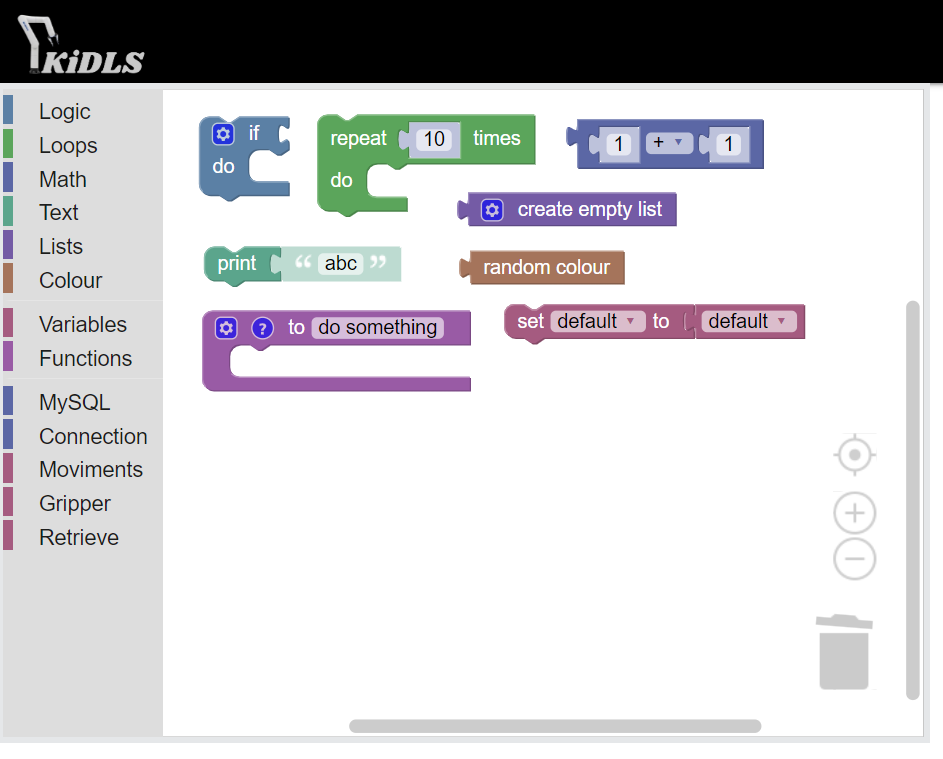 KiDLS
Logic
Loops
Math
Text
Lists
Colour
Variables
Functions
MySQL
Connection
Moviments
Gripper
Retrieve
if
do
repeat 10 times
do
1 + 1
create empty list
print “ abc ”
random colour
? to do something
set default to default